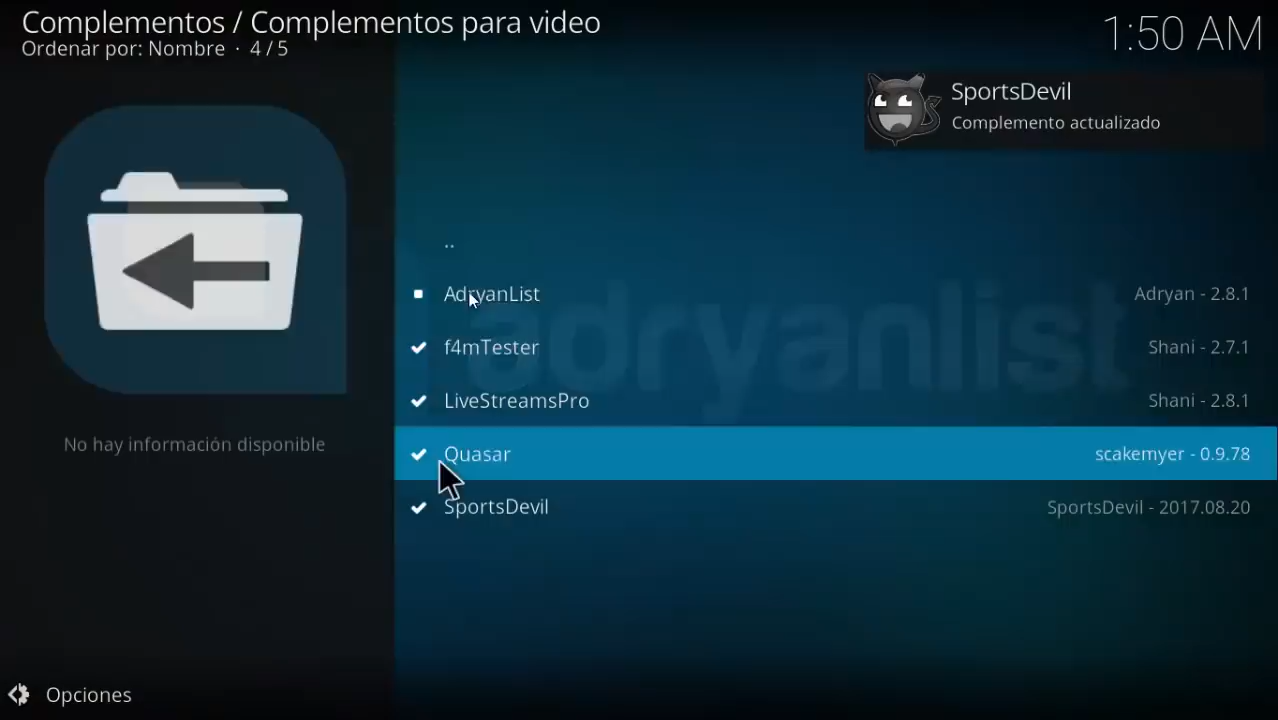 Complementos / Complementos para video
Ordenar por: Nombre · 4 / 5
1:50 AM
SportsDevil
Complemento actualizado
No hay información disponible
..
AdryanList Adryan - 2.8.1
f4mTester Shani - 2.7.1
LiveStreamsPro Shani - 2.8.1
Quasar scakemyer - 0.9.78
SportsDevil SportsDevil - 2017.08.20
adryanlist
Opciones